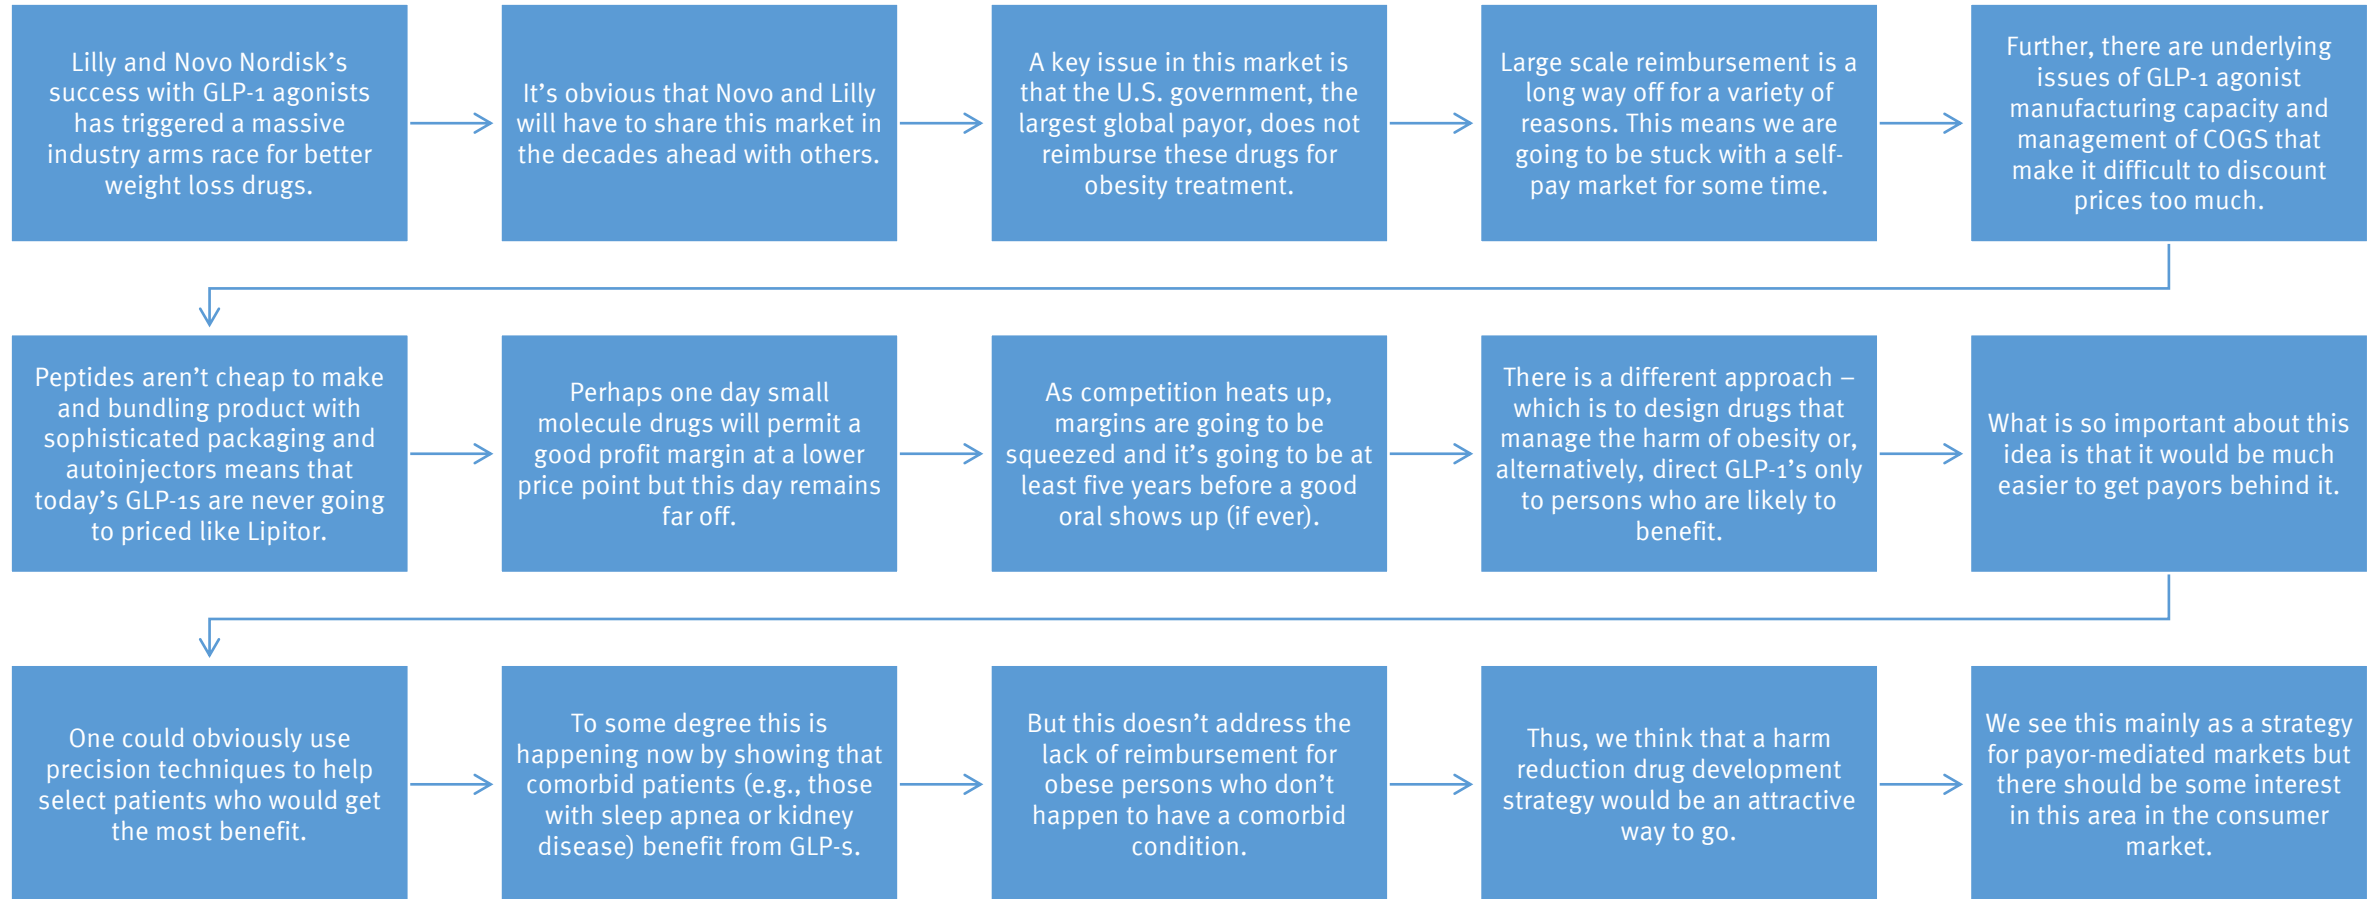 Lilly and Novo Nordisk's
success with GLP-1 agonists
has triggered a massive
industry arms race for better
weight loss drugs.
It's obvious that Novo and Lilly
will have to share this market in
the decades ahead with others.
A key issue in this market is
that the U.S. government, the
largest global payor, does not
reimburse these drugs for
obesity treatment.
Large scale reimbursement is a
long way off for a variety of
reasons. This means we are
going to be stuck with a self-
pay market for some time.
Further, there are underlying
issues of GLP-1 agonist
manufacturing capacity and
management of COGS that
make it difficult to discount
prices too much.
Peptides aren't cheap to make
and bundling product with
sophisticated packaging and
autoinjectors means that
today's GLP-1s are never going
to priced like Lipitor.
Perhaps one day small
molecule drugs will permit a
good profit margin at a lower
price point but this day remains
far off.
As competition heats up,
margins are going to be
squeezed and it's going to be at
least five years before a good
oral shows up (if ever).
There is a different approach –
which is to design drugs that
manage the harm of obesity or,
alternatively, direct GLP-1's only
to persons who are likely to
benefit.
What is so important about this
idea is that it would be much
easier to get payors behind it.
One could obviously use
precision techniques to help
select patients who would get
the most benefit.
To some degree this is
happening now by showing that
comorbid patients (e.g., those
with sleep apnea or kidney
disease) benefit from GLP-s.
But this doesn't address the
lack of reimbursement for
obese persons who don't
happen to have a comorbid
condition.
Thus, we think that a harm
reduction drug development
strategy would be an attractive
way to go.
We see this mainly as a strategy
for payor-mediated markets but
there should be some interest
in this area in the consumer
market.